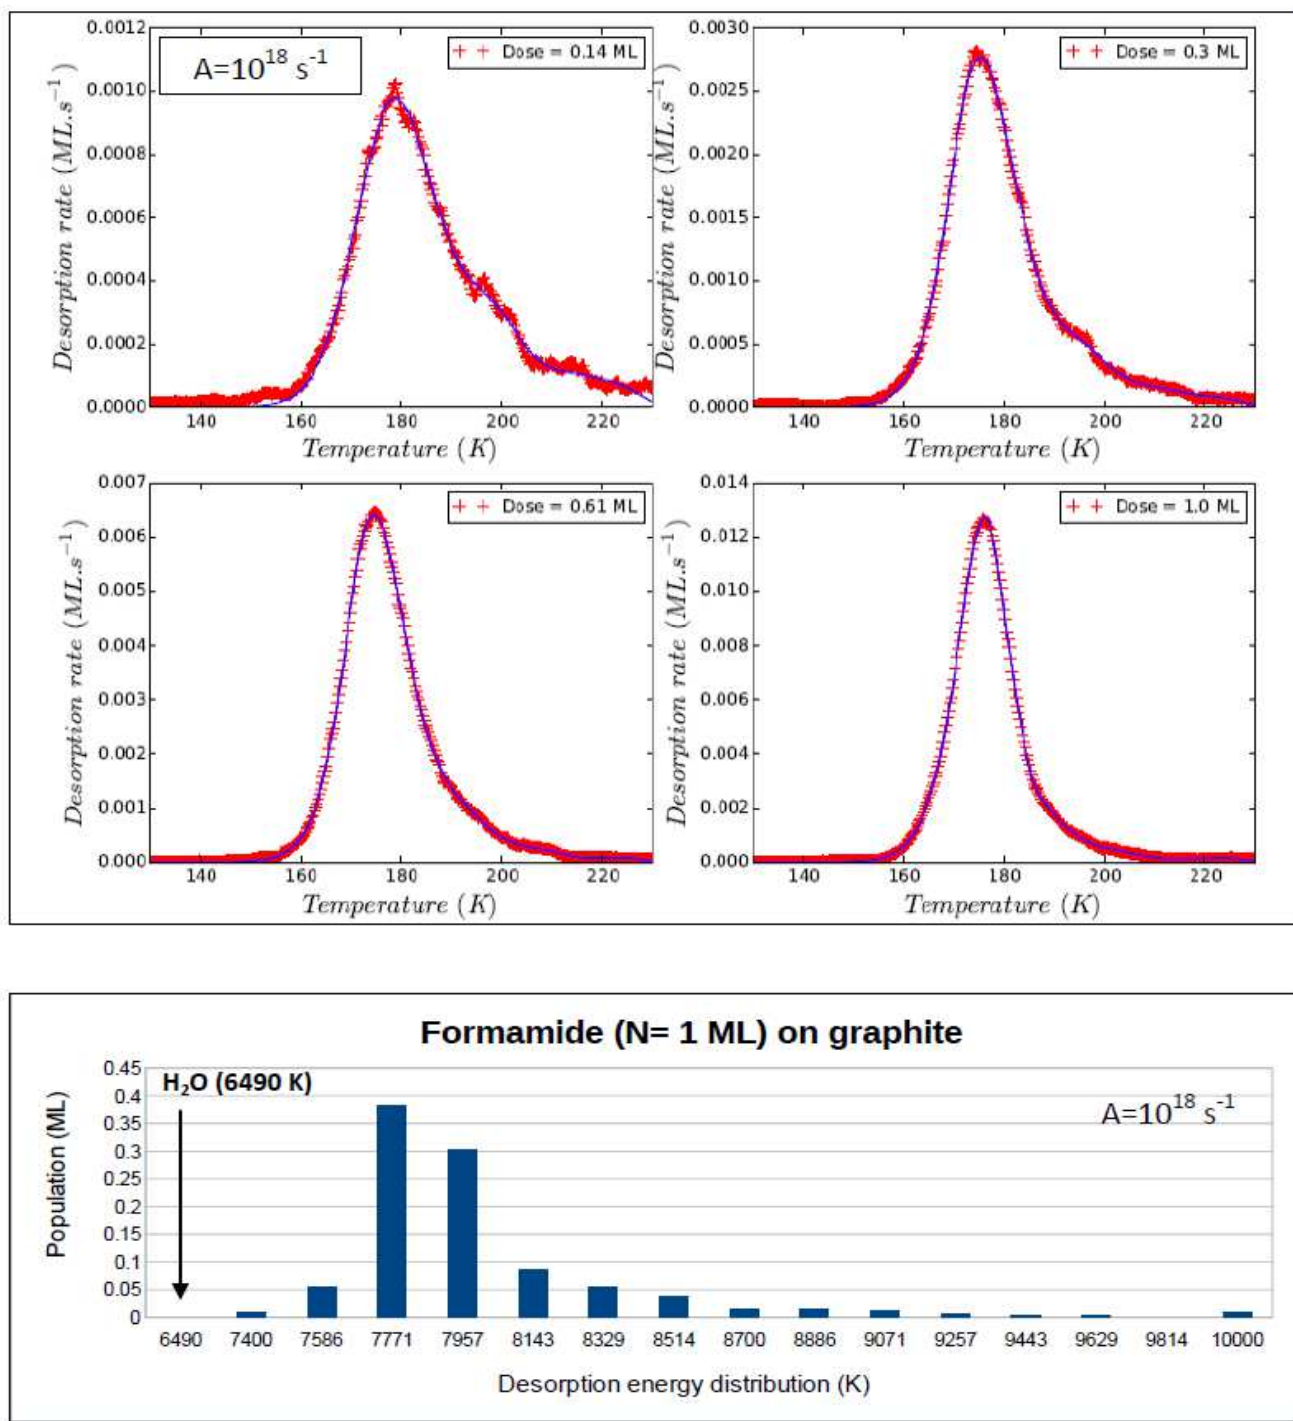 A=10^18 s^-1
Dose = 0.14 ML
Desorption rate (ML.s^−1)
0.0012
0.0010
0.0008
0.0006
0.0004
0.0002
0.0000
140 160 180 200 220
Temperature (K)
Dose = 0.3 ML
Desorption rate (ML.s^−1)
0.0030
0.0025
0.0020
0.0015
0.0010
0.0005
0.0000
140 160 180 200 220
Temperature (K)
Dose = 0.61 ML
Desorption rate (ML.s^−1)
0.007
0.006
0.005
0.004
0.003
0.002
0.001
0.000
140 160 180 200 220
Temperature (K)
Dose = 1.0 ML
Desorption rate (ML.s^−1)
0.014
0.012
0.010
0.008
0.006
0.004
0.002
0.000
140 160 180 200 220
Temperature (K)
Formamide (N= 1 ML) on graphite
H₂O (6490 K)
A=10^18 s^-1
Population (ML)
0.45
0.4
0.35
0.3
0.25
0.2
0.15
0.1
0.05
0
6490 7400 7586 7771 7957 8143 8329 8514 8700 8886 9071 9257 9443 9629 9814 10000
Desorption energy distribution (K)